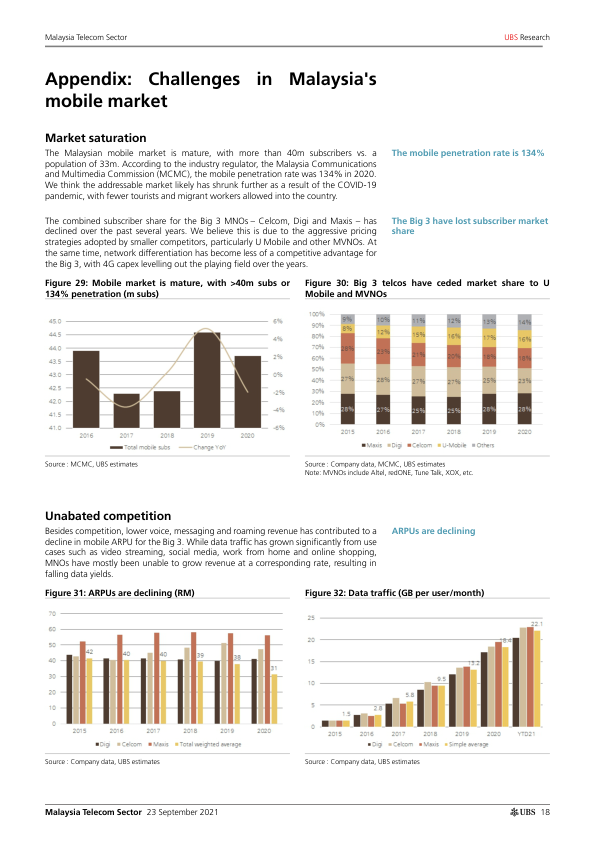 Malaysia Telecom Sector
UBS Research
Appendix: Challenges in Malaysia's
mobile market
Market saturation
The Malaysian mobile market is mature, with more than 40m subscribers vs. a
population of 33m. According to the industry regulator, the Malaysia Communications
and Multimedia Commission (MCMC), the mobile penetration rate was 134% in 2020.
We think the addressable market likely has shrunk further as a result of the COVID-19
pandemic, with fewer tourists and migrant workers allowed into the country.
The mobile penetration rate is 134%
The combined subscriber share for the Big 3 MNOs – Celcom, Digi and Maxis – has
declined over the past several years. We believe this is due to the aggressive pricing
strategies adopted by smaller competitors, particularly U Mobile and other MVNOs. At
the same time, network differentiation has become less of a competitive advantage for
the Big 3, with 4G capex levelling out the playing field over the years.
The Big 3 have lost subscriber market
share
Figure 29: Mobile market is mature, with >40m subs or
134% penetration (m subs)
45.0
44.5
44.0
43.5
43.0
42.5
42.0
41.5
41.0
6%
4%
2%
0%
-2%
-4%
-6%
2016 2017 2018 2019 2020
Total mobile subs Change YoY
Source : MCMC, UBS estimates
Figure 30: Big 3 telcos have ceded market share to U
Mobile and MVNOs
100%
90%
80%
70%
60%
50%
40%
30%
20%
10%
0%
9% 10% 11% 12% 13% 14%
8% 12% 15% 16% 17% 16%
23% 21% 20% 18% 18%
27% 28% 27% 27% 25% 23%
28% 27% 25% 25% 28% 28%
2015 2016 2017 2018 2019 2020
Maxis Digi Celcom U-Mobile Others
Source : Company data, MCMC, UBS estimates
Note: MVNOs include Altel, redONE, Tune Talk, XOX, etc.
Unabated competition
Besides competition, lower voice, messaging and roaming revenue has contributed to a
decline in mobile ARPU for the Big 3. While data traffic has grown significantly from use
cases such as video streaming, social media, work from home and online shopping,
MNOs have mostly been unable to grow revenue at a corresponding rate, resulting in
falling data yields.
ARPUs are declining
Figure 31: ARPUs are declining (RM)
70
60
50
40
30
20
10
0
42 40 40 39 38 31
2015 2016 2017 2018 2019 2020
Digi Celcom Maxis Total weighted average
Source : Company data, UBS estimates
Figure 32: Data traffic (GB per user/month)
25
20
15
10
5
0
1.5 2.8 5.8 9.5 13.2 18.4 22.1
2015 2016 2017 2018 2019 2020 YTD21
Digi Celcom Maxis Simple average
Source : Company data, UBS estimates
Malaysia Telecom Sector 23 September 2021
UBS 18